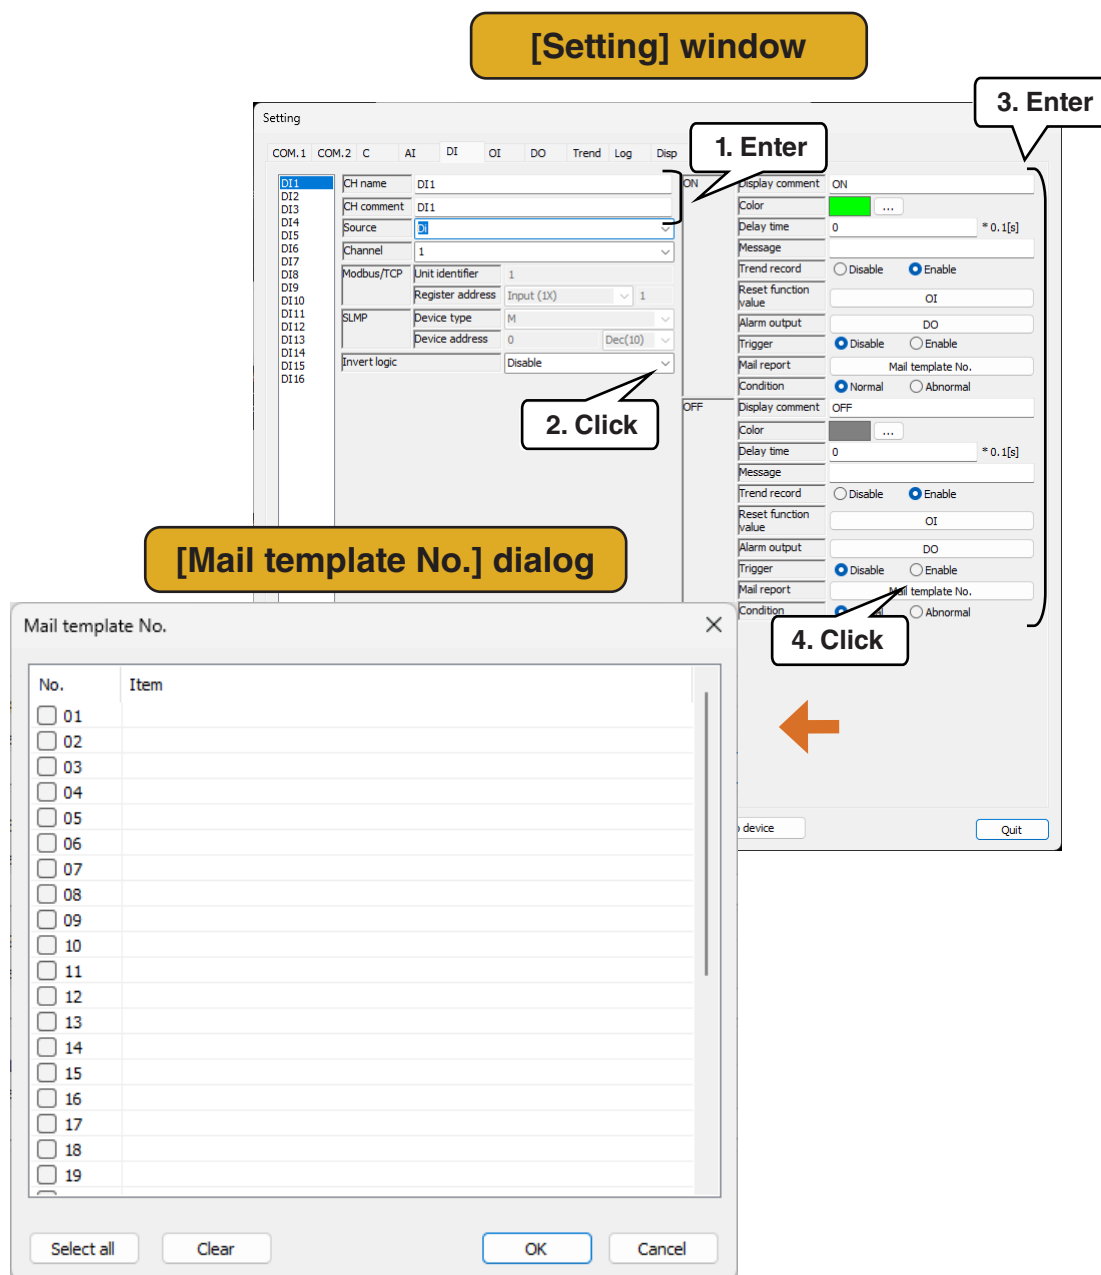 [Setting] window
3. Enter
Setting
1. Enter
COM.1 COM.2 C AI DI OI DO Trend Log Disp
DI1
DI2
DI3
DI4
DI5
DI6
DI7
DI8
DI9
DI10
DI11
DI12
DI13
DI14
DI15
DI16
CH name DI1
CH comment DI1
Source Di
Channel 1
Modbus/TCP Unit identifier 1
Register address Input (1X) 1
SLMP Device type M
Device address 0 Dec(10)
Invert logic Disable
2. Click
ON Display comment ON
Color ...
Delay time 0 * 0.1[s]
Message
Trend record Disable Enable
Reset function
value OI
Alarm output DO
Trigger Disable Enable
Mail report Mail template No.
Condition Normal Abnormal
OFF Display comment OFF
Color ...
Delay time 0 * 0.1[s]
Message
Trend record Disable Enable
Reset function
value OI
Alarm output DO
Trigger Disable Enable
Mail report Mail template No.
Condition Abnormal
4. Click
device
Quit
[Mail template No.] dialog
Mail template No.
No. Item
01
02
03
04
05
06
07
08
09
10
11
12
13
14
15
16
17
18
19
Select all Clear OK Cancel